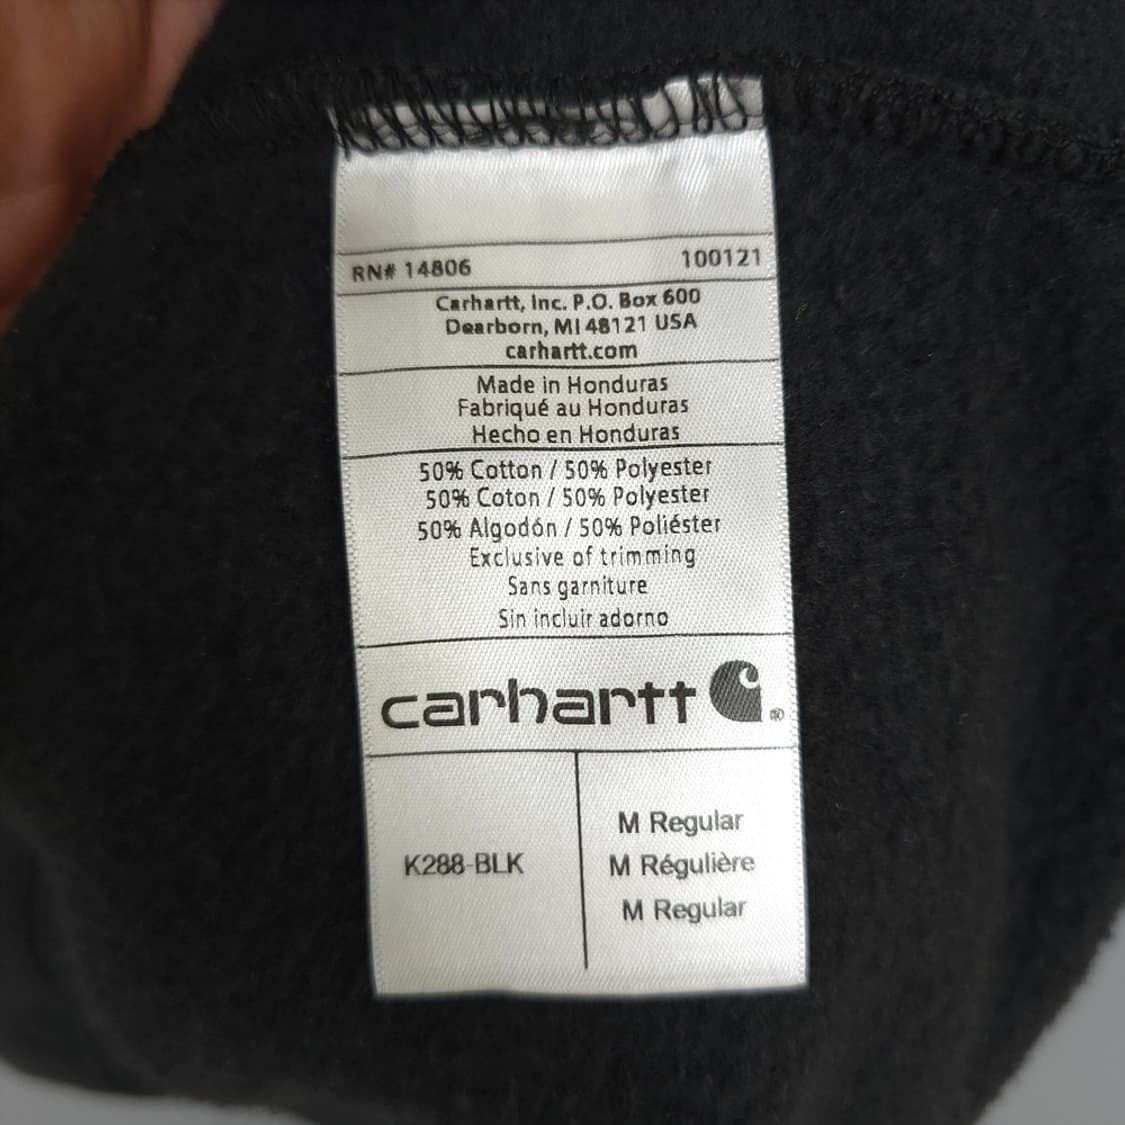 RN# 14806 100121
Carhartt, Inc. P.O. Box 600
Dearborn, MI 48121 USA
carhartt.com
Made in Honduras
Fabriqué au Honduras
Hecho en Honduras
50% Cotton / 50% Polyester
50% Coton / 50% Polyester
50% Algodón / 50% Poliéster
Exclusive of trimming
Sans garniture
Sin incluir adorno
carhartt ®
K288-BLK
M Regular
M Régulière
M Regular